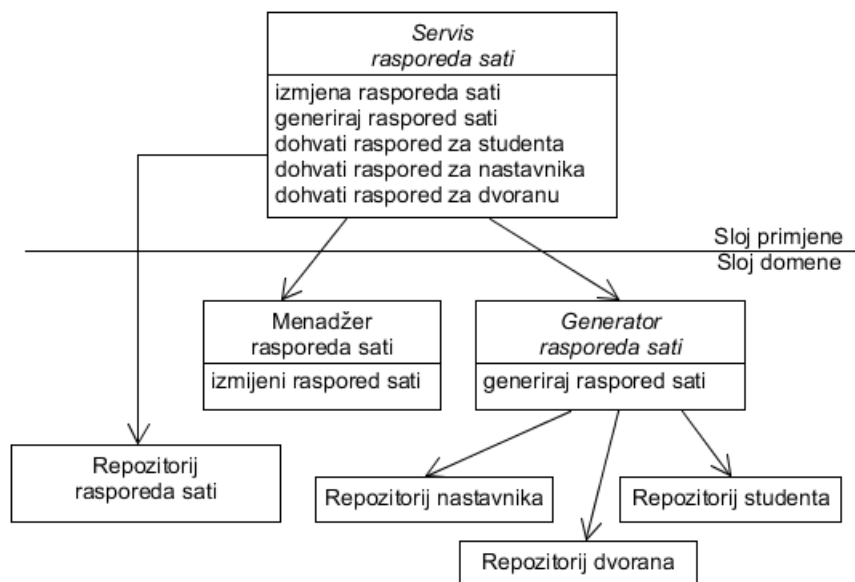 Servis
rasporeda sati
izmjena rasporeda sati
generiraj raspored sati
dohvati raspored za studenta
dohvati raspored za nastavnika
dohvati raspored za dvoranu
Sloj primjene
Sloj domene
Menadžer
rasporeda sati
izmijeni raspored sati
Generator
rasporeda sati
generiraj raspored sati
Repozitorij
rasporeda sati
Repozitorij nastavnika
Repozitorij studenta
Repozitorij dvorana